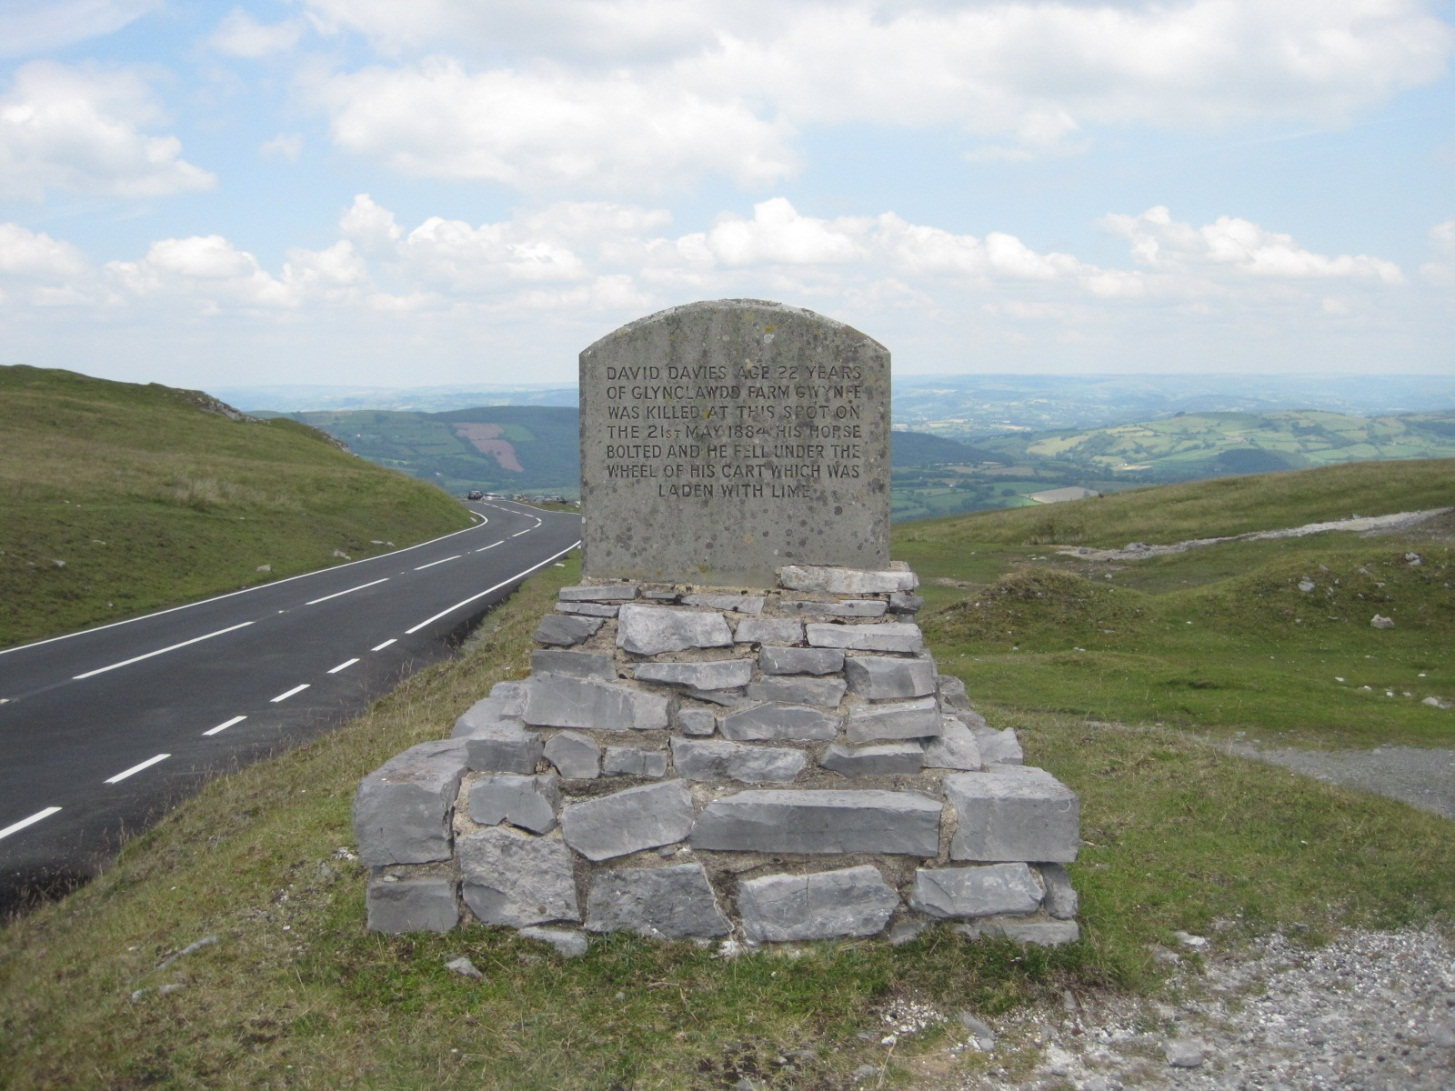 DAVID DAVIES AGE 22 YEARS
OF GLYNCLAWDD FARM GWYNFE
WAS KILLED AT THIS SPOT ON
THE 21ST MAY 1884 HIS HORSE
BOLTED AND HE FELL UNDER THE
WHEEL OF HIS CART WHICH WAS
LADEN WITH LIME